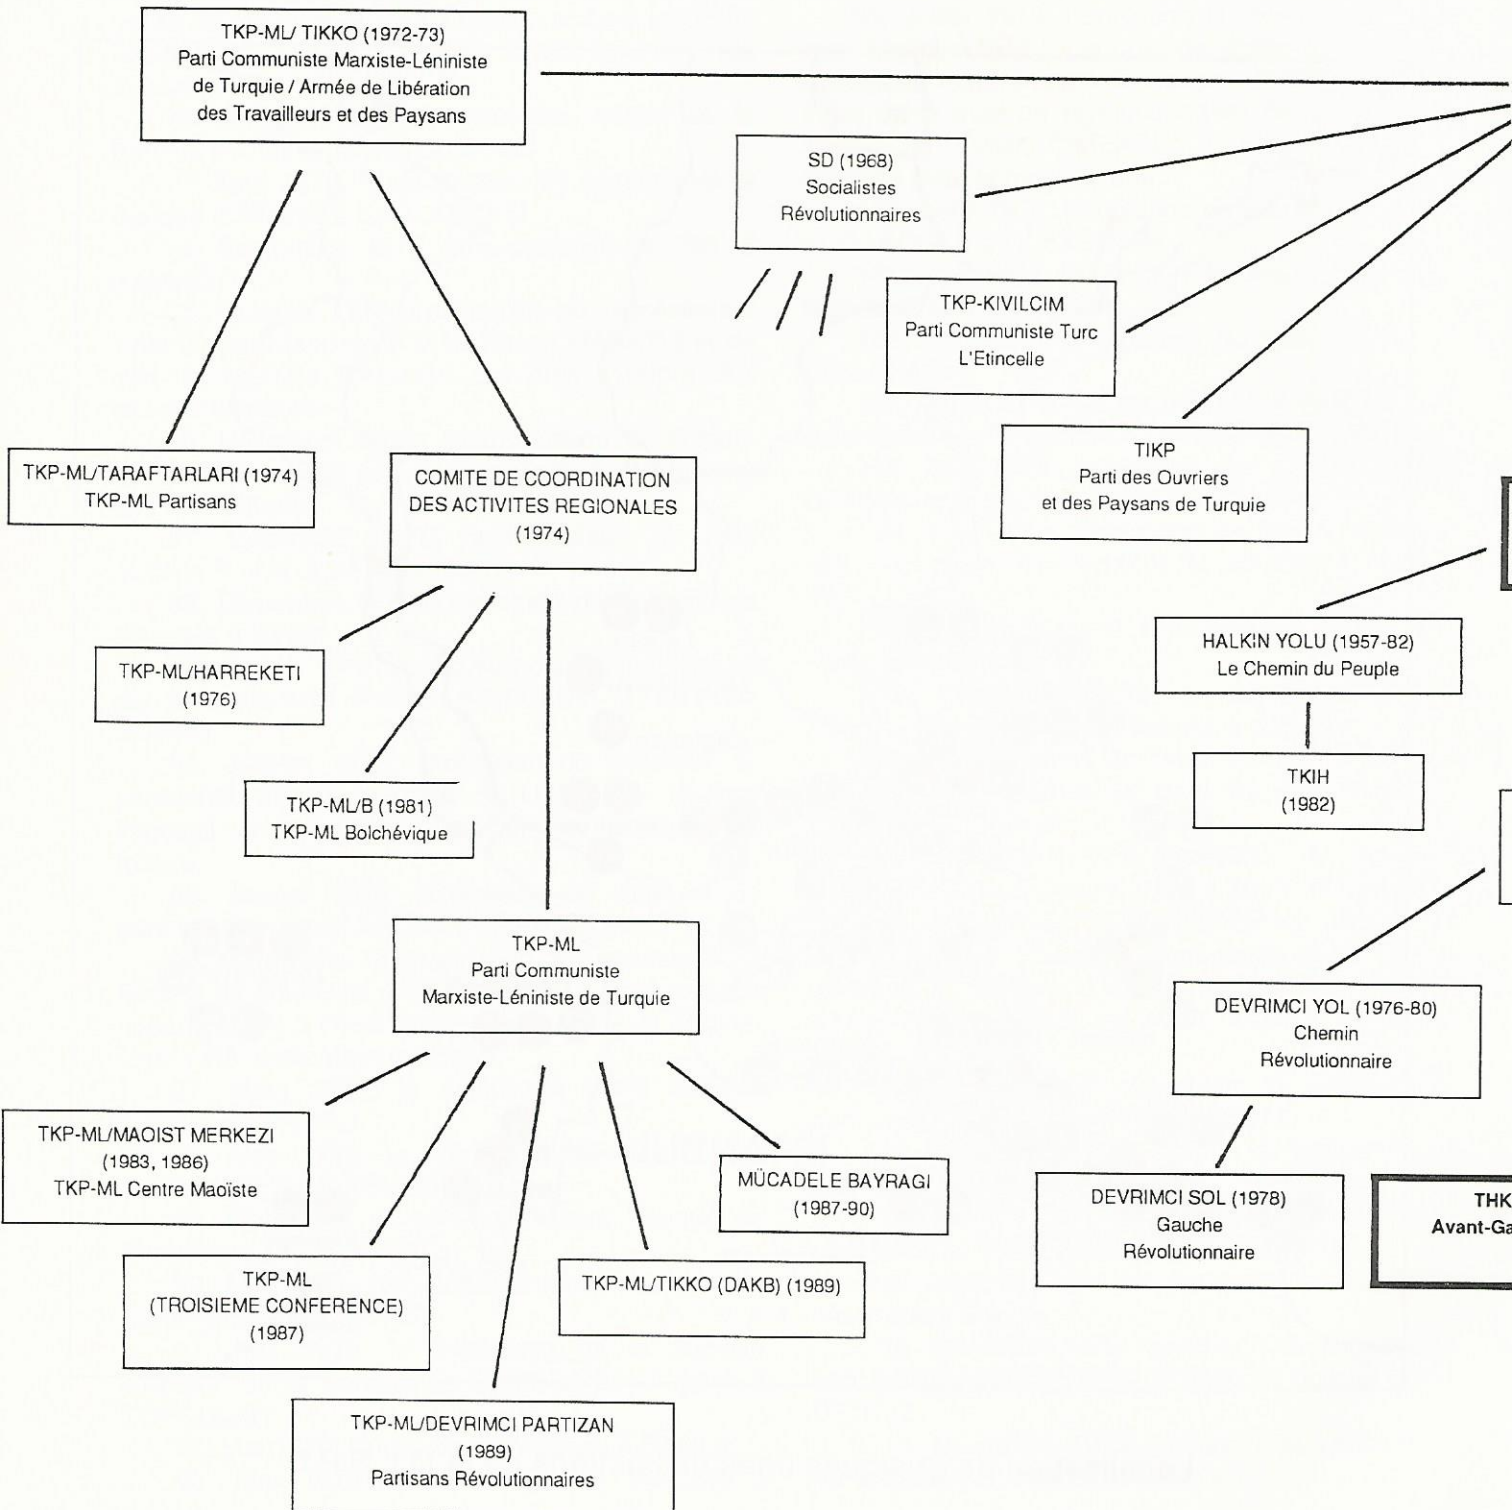 TKP-ML/ TIKKO (1972-73)
Parti Communiste Marxiste-Léniniste
de Turquie / Armée de Libération
des Travailleurs et des Paysans
SD (1968)
Socialistes
Révolutionnaires
TKP-KIVILCIM
Parti Communiste Turc
L'Etincelle
TIKP
Parti des Ouvriers
et des Paysans de Turquie
TKP-ML/TARAFTARLARI (1974)
TKP-ML Partisans
COMITE DE COORDINATION
DES ACTIVITES REGIONALES
(1974)
HALKIN YOLU (1957-82)
Le Chemin du Peuple
TKP-ML/HARREKETI
(1976)
TKIH
(1982)
TKP-ML/B (1981)
TKP-ML Bolchévique
TKP-ML
Parti Communiste
Marxiste-Léniniste de Turquie
DEVRIMCI YOL (1976-80)
Chemin
Révolutionnaire
TKP-ML/MAOIST MERKEZI
(1983, 1986)
TKP-ML Centre Maoïste
MÜCADELE BAYRAGI
(1987-90)
DEVRIMCI SOL (1978)
Gauche
Révolutionnaire
THK
Avant-Ga
TKP-ML
(TROISIEME CONFERENCE)
(1987)
TKP-ML/TIKKO (DAKB) (1989)
TKP-ML/DEVRIMCI PARTIZAN
(1989)
Partisans Révolutionnaires